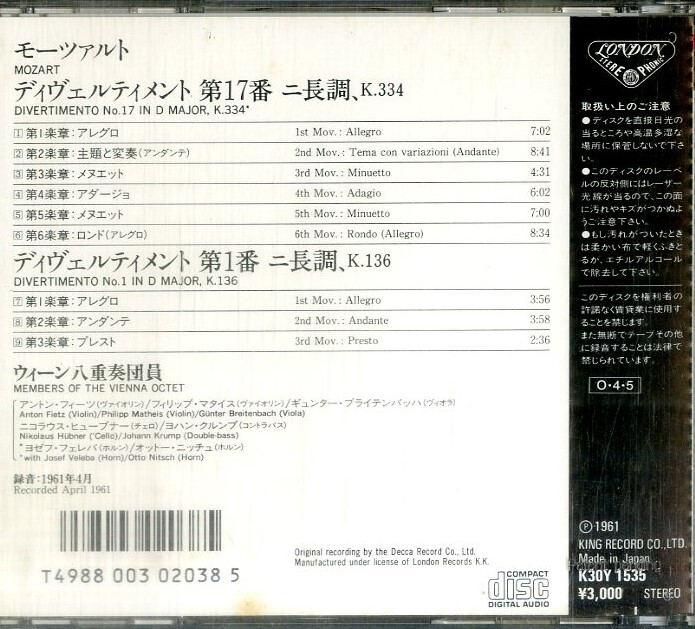 モーツァルト
MOZART
ディヴェルティメント 第17番 ニ長調、K.334
DIVERTIMENTO No.17 IN D MAJOR, K.334*
1 第1楽章：アレグロ 1st Mov.: Allegro 7:02
2 第2楽章：主題と変奏(アンダンテ) 2nd Mov.: Tema con variazioni (Andante) 8:41
3 第3楽章：メヌエット 3rd Mov.: Minuetto 4:31
4 第4楽章：アダージョ 4th Mov.: Adagio 6:02
5 第5楽章：メヌエット 5th Mov.: Minuetto 7:00
6 第6楽章：ロンド(アレグロ) 6th Mov.: Rondo (Allegro) 8:34
ディヴェルティメント 第1番 ニ長調、K.136
DIVERTIMENTO No.1 IN D MAJOR, K.136
7 第1楽章：アレグロ 1st Mov.: Allegro 3:56
8 第2楽章：アンダンテ 2nd Mov.: Andante 3:58
9 第3楽章：プレスト 3rd Mov.: Presto 2:36
ウィーン八重奏団員
MEMBERS OF THE VIENNA OCTET
アントン・フィーツ(ヴァイオリン)/フィリップ・マタイス(ヴァイオリン)/ギュンター・ブライテンバッハ(ヴィオラ)
Anton Fietz (Violin)/Philipp Matheis (Violin)/Günter Breitenbach (Viola)
ニコラウス・ヒューブナー(チェロ)/ヨハン・クルンプ(コントラバス)
Nikolaus Hübner ('Cello)/Johann Krump (Double-bass)
*ヨゼフ・フェレバ(ホルン)/オットー・ニッチュ(ホルン)
*with Josef Veleba (Horn)/Otto Nitsch (Horn)
録音：1961年4月
Recorded April 1961
T4988 003 02038 5
Original recording by the Decca Record Co., Ltd.
Manufactured under license of London Records K.K.
COMPACT
disc
DIGITAL AUDIO
LONDON
STEREOPHONIC
取扱い上のご注意
●ディスクを直接日光の
当るところや高温多湿な
場所に保管しないで下さ
い。
●このディスクのレーベ
ルの反対側にはレーザー
光線が当るので、この面
に汚れやキズがつかぬよ
うご注意下さい。
●もし汚れがついたとき
は柔かい布で軽くふきと
るか、エチルアルコール
で除去して下さい。
このディスクを権利者の
許諾なく賃貸業に使用す
ることを禁じます。
また無断でテープその他
に録音することは法律で
禁じられています。
O・4・5
Ⓟ1961
KING RECORD CO.,LTD.
Made in Japan
Patent pending
K30Y 1535
¥3,000 STEREO